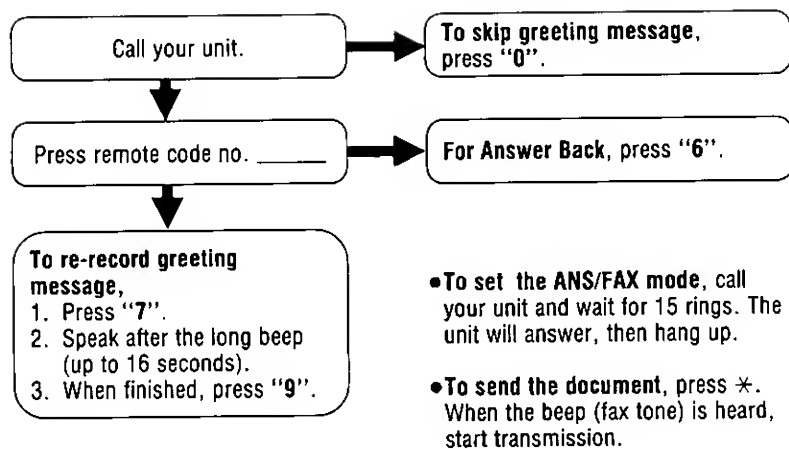 Call your unit.
To skip greeting message,
press "0".
Press remote code no. ______
For Answer Back, press "6".
To re-record greeting
message,
1. Press "7".
2. Speak after the long beep
(up to 16 seconds).
3. When finished, press "9".
●To set the ANS/FAX mode, call
your unit and wait for 15 rings. The
unit will answer, then hang up.
●To send the document, press ✳.
When the beep (fax tone) is heard,
start transmission.